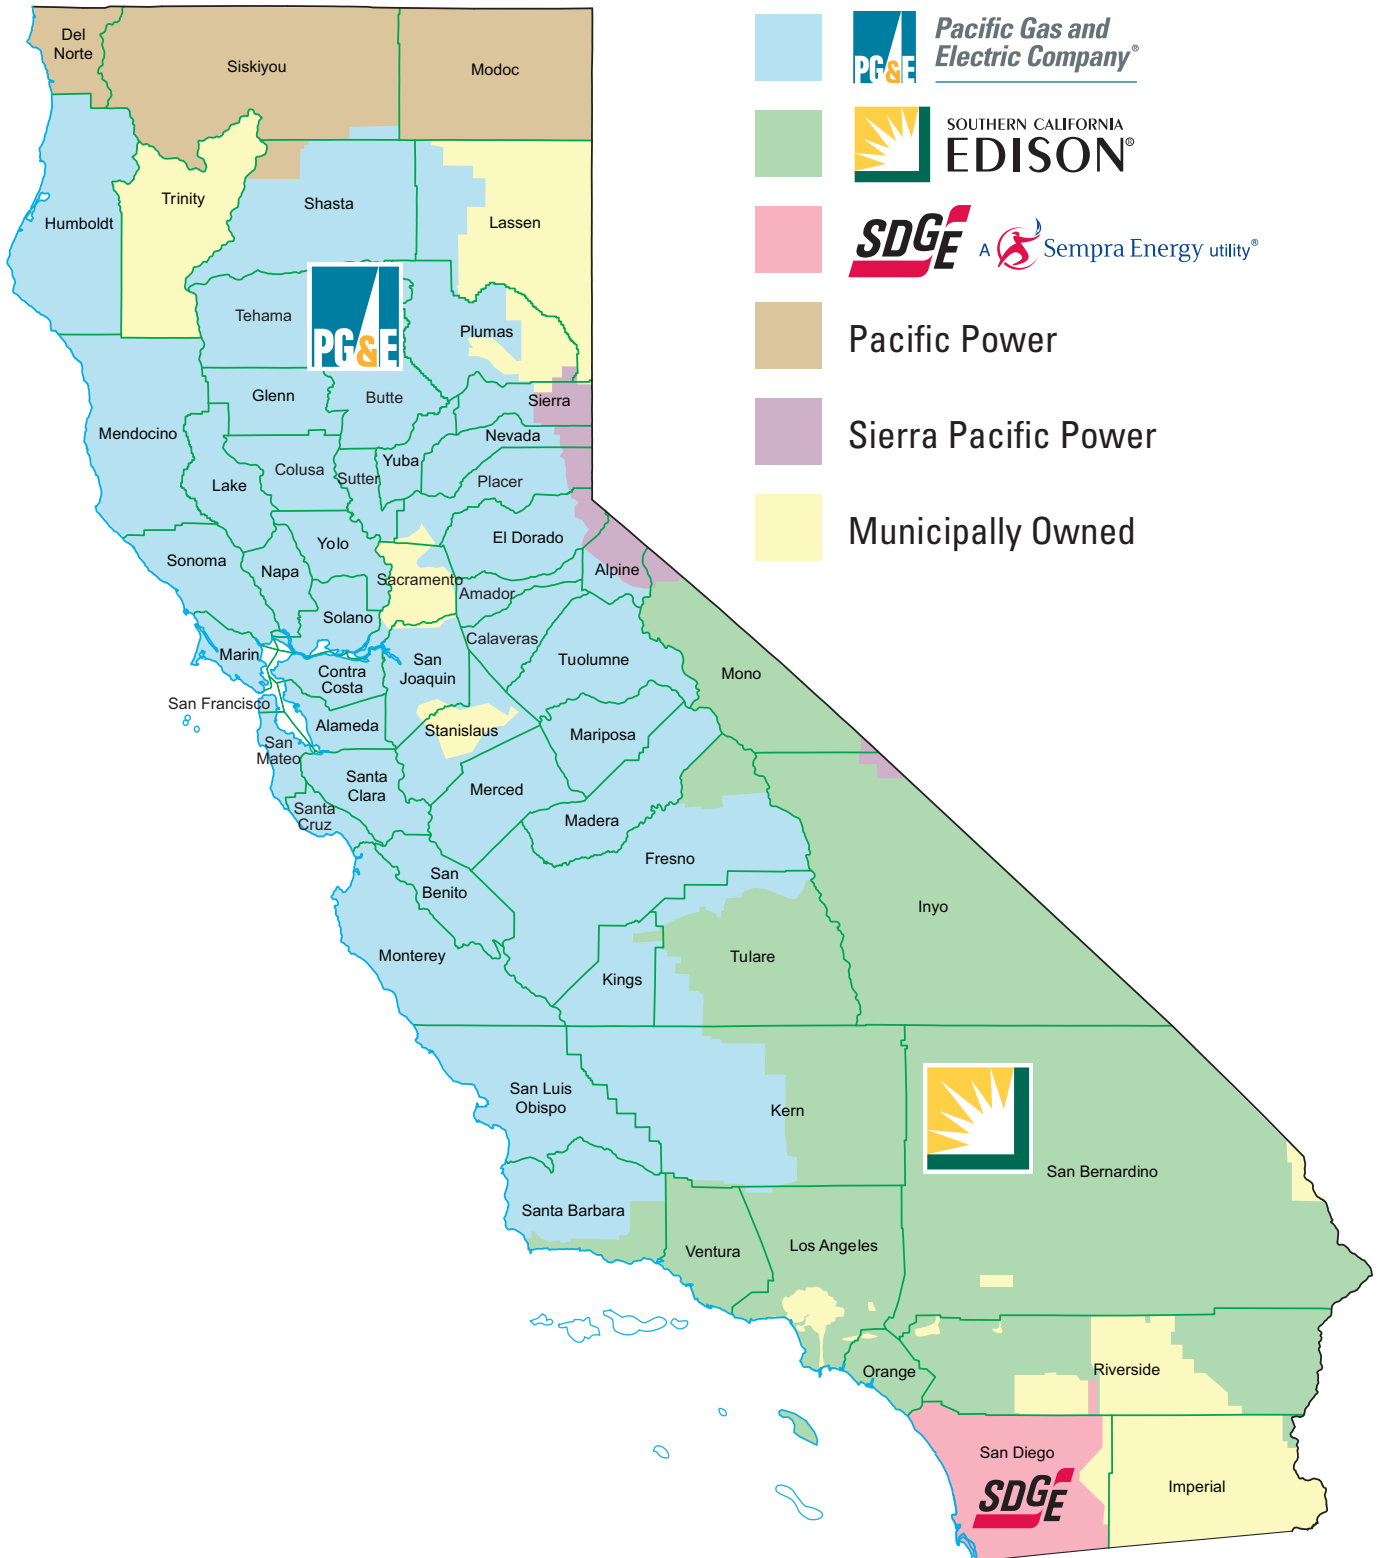 Pacific Gas and
Electric Company®
PG&E
SOUTHERN CALIFORNIA
EDISON®
SDGE
A Sempra Energy utility®
Pacific Power
Sierra Pacific Power
Municipally Owned
Del
Norte
Siskiyou
Modoc
Humboldt
Trinity
Shasta
Lassen
Tehama
PG&E
Plumas
Glenn
Butte
Sierra
Mendocino
Nevada
Lake
Colusa
Sutter
Yuba
Placer
Sonoma
Napa
Yolo
El Dorado
Sacramento
Alpine
Amador
Solano
Marin
Calaveras
Contra
Costa
San
Joaquin
Tuolumne
Mono
San Francisco
Alameda
Stanislaus
Mariposa
San
Mateo
Santa
Clara
Merced
Santa
Cruz
Madera
Fresno
San
Benito
Inyo
Monterey
Kings
Tulare
San Luis
Obispo
Kern
San Bernardino
Santa Barbara
Ventura
Los Angeles
Orange
Riverside
San Diego
SDGE
Imperial